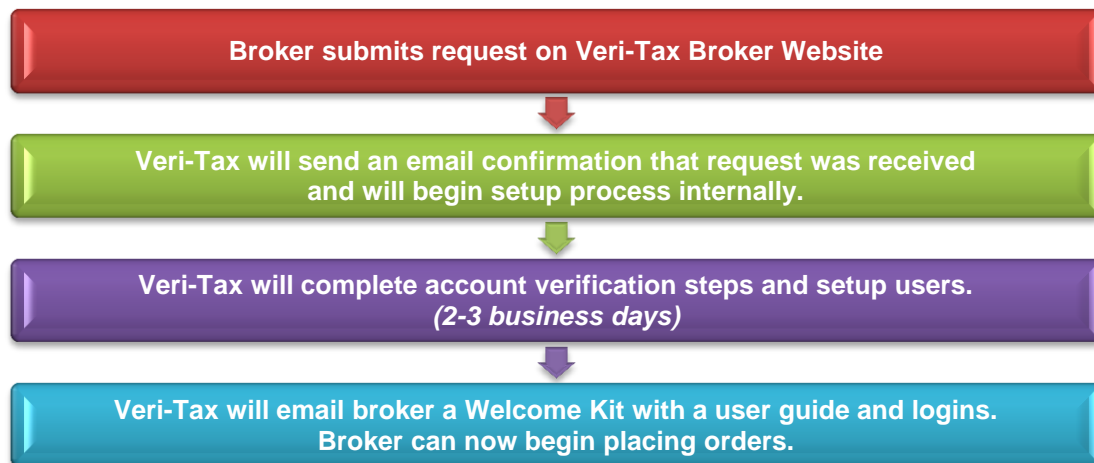 Broker submits request on Veri-Tax Broker Website
Veri-Tax will send an email confirmation that request was received
and will begin setup process internally.
Veri-Tax will complete account verification steps and setup users.
(2-3 business days)
Veri-Tax will email broker a Welcome Kit with a user guide and logins.
Broker can now begin placing orders.